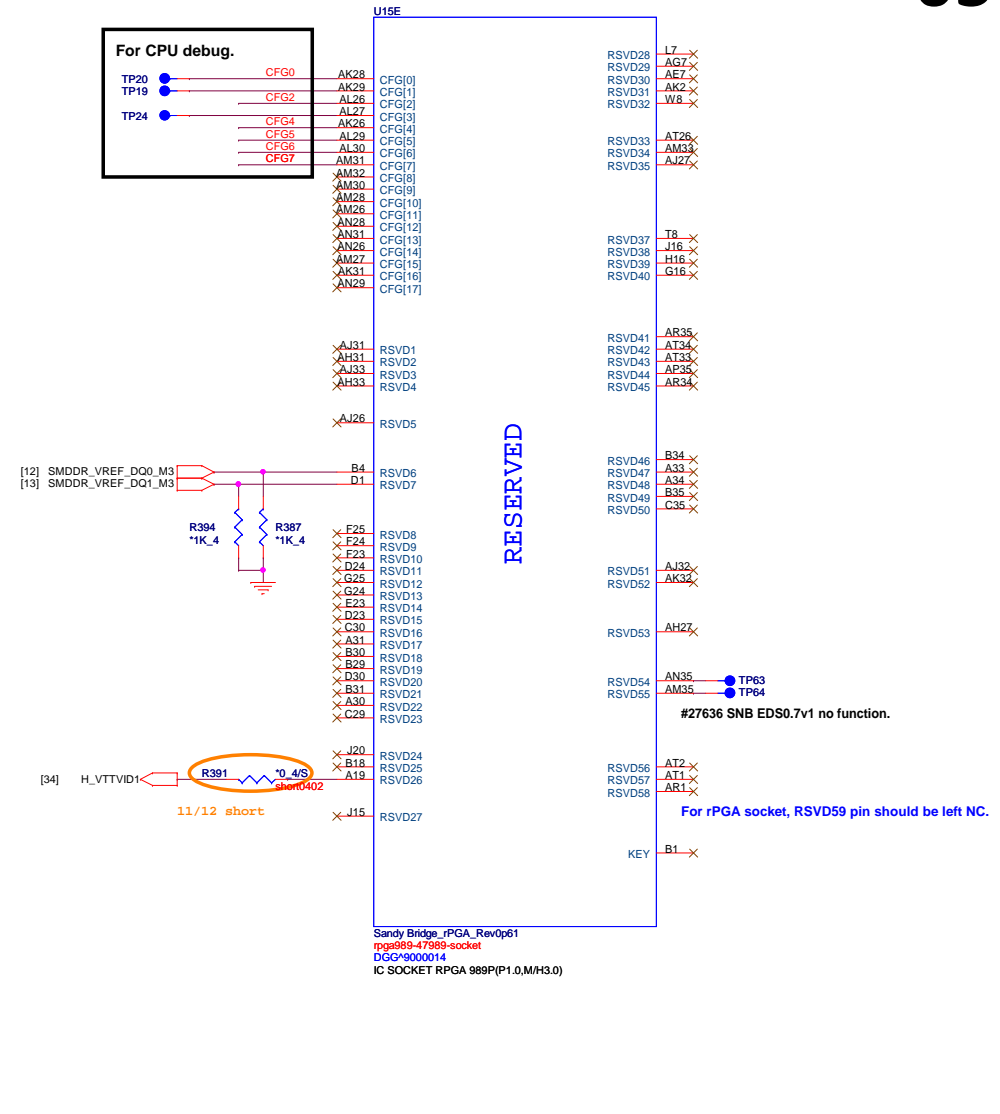 U15E
For CPU debug.
TP20 CFG0 AK28 CFG[0]
TP19 AK29 CFG[1]
CFG2 AL26 CFG[2]
TP24 AL27 CFG[3]
CFG4 AK26 CFG[4]
CFG5 AL29 CFG[5]
CFG6 AL30 CFG[6]
CFG7 AM31 CFG[7]
AM32 CFG[8]
AM30 CFG[9]
AM28 CFG[10]
AM26 CFG[11]
AN28 CFG[12]
AN31 CFG[13]
AN26 CFG[14]
AM27 CFG[15]
AK31 CFG[16]
AN29 CFG[17]
AJ31 RSVD1
AH31 RSVD2
AJ33 RSVD3
AH33 RSVD4
AJ26 RSVD5
[12] SMDDR_VREF_DQ0_M3 B4 RSVD6
[13] SMDDR_VREF_DQ1_M3 D1 RSVD7
R394 R387
*1K_4 *1K_4
F25 RSVD8
F24 RSVD9
F23 RSVD10
D24 RSVD11
G25 RSVD12
G24 RSVD13
E23 RSVD14
D23 RSVD15
C30 RSVD16
A31 RSVD17
B30 RSVD18
B29 RSVD19
D30 RSVD20
B31 RSVD21
A30 RSVD22
C29 RSVD23
J20 RSVD24
B18 RSVD25
[34] H_VTTVID1 R391 *0_4/S A19 RSVD26
short0402
11/12 short
J15 RSVD27
RESERVED
RSVD28 L7
RSVD29 AG7
RSVD30 AE7
RSVD31 AK2
RSVD32 W8
RSVD33 AT26
RSVD34 AM33
RSVD35 AJ27
RSVD37 T8
RSVD38 J16
RSVD39 H16
RSVD40 G16
RSVD41 AR35
RSVD42 AT34
RSVD43 AT33
RSVD44 AP35
RSVD45 AR34
RSVD46 B34
RSVD47 A33
RSVD48 A34
RSVD49 B35
RSVD50 C35
RSVD51 AJ32
RSVD52 AK32
RSVD53 AH27
RSVD54 AN35 TP63
RSVD55 AM35 TP64
#27636 SNB EDS0.7v1 no function.
RSVD56 AT2
RSVD57 AT1
RSVD58 AR1
For rPGA socket, RSVD59 pin should be left NC.
KEY B1
Sandy Bridge_rPGA_Rev0p61
rpga989-47989-socket
DGG^9000014
IC SOCKET RPGA 989P(P1.0,M/H3.0)